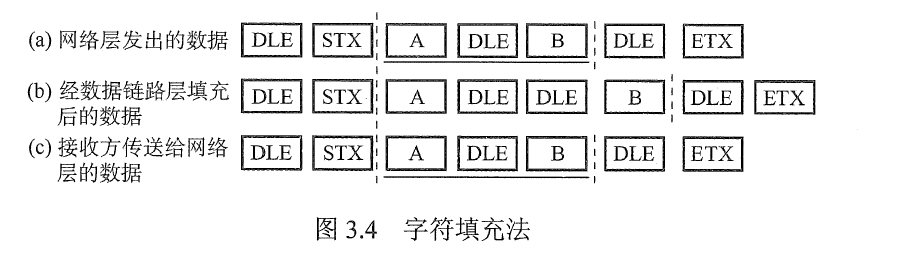 (a) 网络层发出的数据 DLE STX A DLE B DLE ETX
(b) 经数据链路层填充 DLE STX A DLE DLE B DLE ETX
后的数据
(c) 接收方传送给网络 DLE STX A DLE B DLE ETX
层的数据
图 3.4 字符填充法